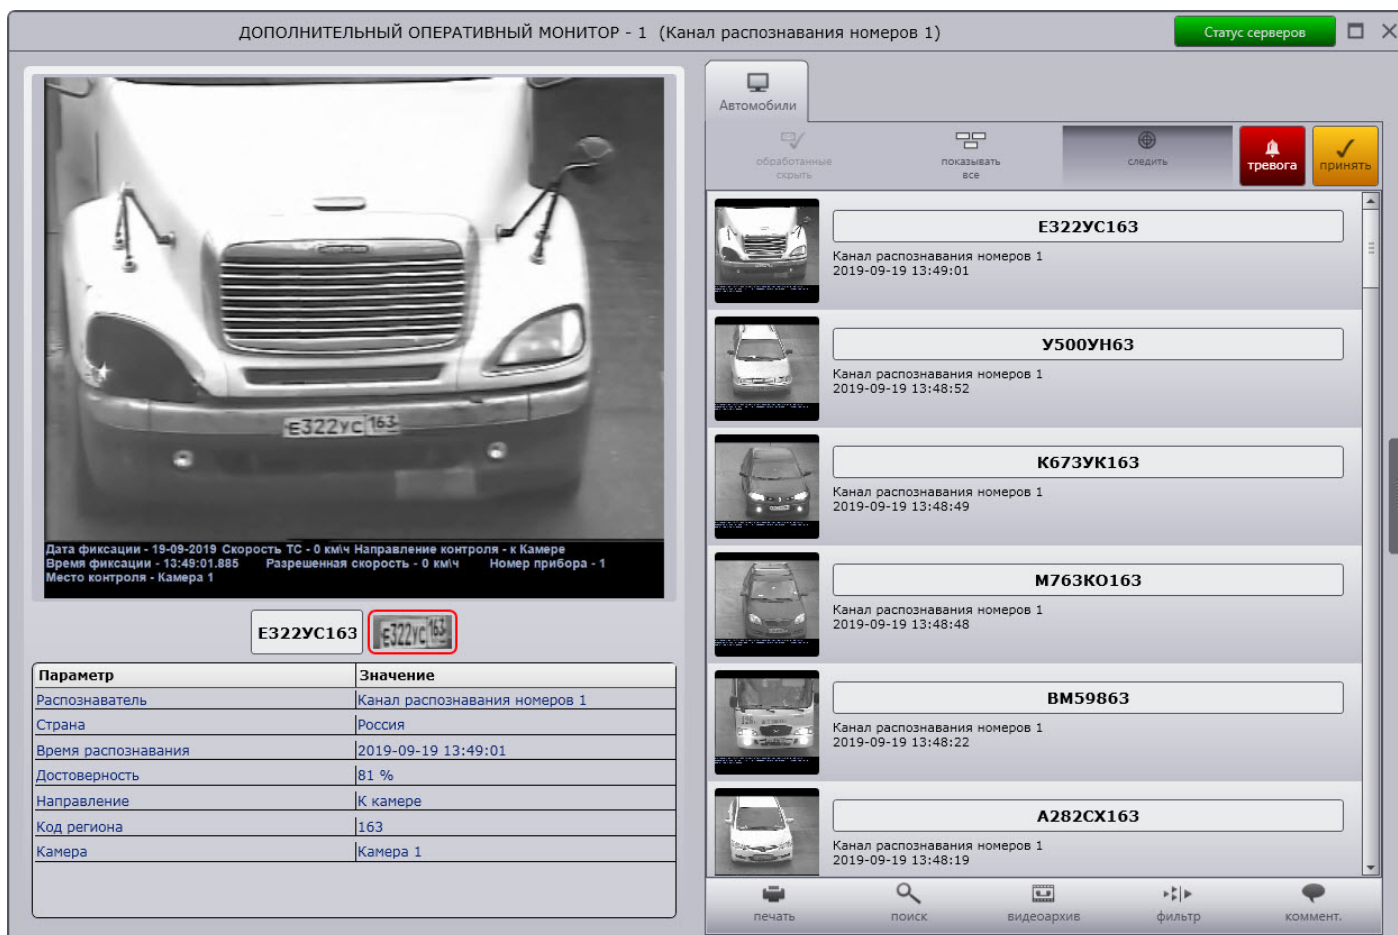 ДОПОЛНИТЕЛЬНЫЙ ОПЕРАТИВНЫЙ МОНИТОР - 1 (Канал распознавания номеров 1)
Статус серверов
Е322УС 163
Дата фиксации - 19-09-2019 Скорость ТС - 0 км\ч Направление контроля - к Камере
Время фиксации - 13:49:01.885 Разрешенная скорость - 0 км\ч Номер прибора - 1
Место контроля - Камера 1
Е322УС163
Е322УС 163
Параметр Значение
Распознаватель Канал распознавания номеров 1
Страна Россия
Время распознавания 2019-09-19 13:49:01
Достоверность 81 %
Направление К камере
Код региона 163
Камера Камера 1
Автомобили
обработанные
скрыть
показывать
все
следить
тревога
принять
Е322УС163
Канал распознавания номеров 1
2019-09-19 13:49:01
У500УН63
Канал распознавания номеров 1
2019-09-19 13:48:52
К673УК163
Канал распознавания номеров 1
2019-09-19 13:48:49
М763КО163
Канал распознавания номеров 1
2019-09-19 13:48:48
ВМ59863
Канал распознавания номеров 1
2019-09-19 13:48:22
А282СХ163
Канал распознавания номеров 1
2019-09-19 13:48:19
печать
поиск
видеоархив
фильтр
коммент.